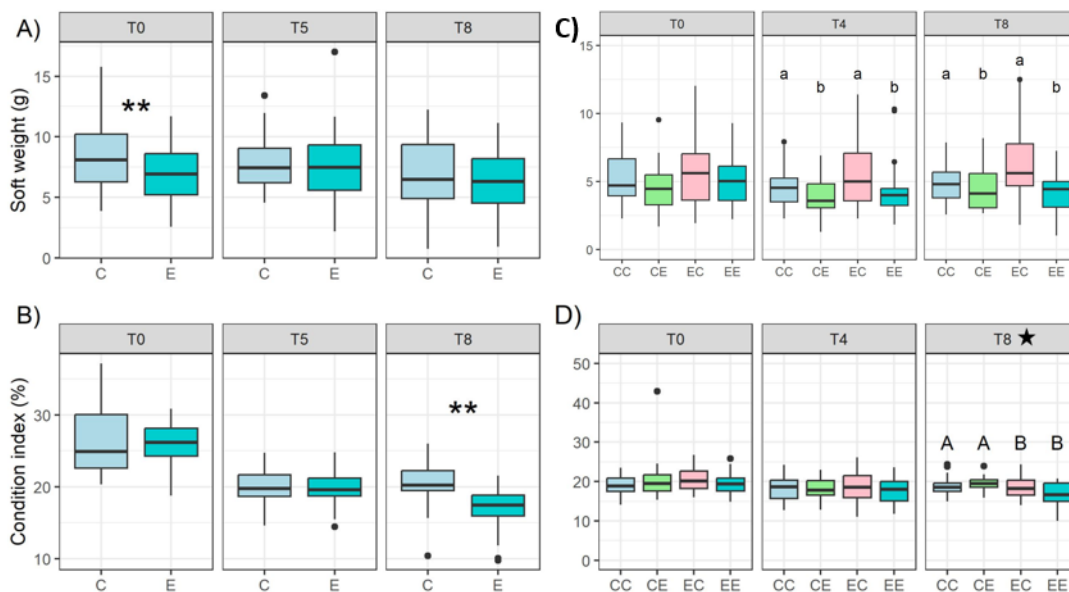 A)
T0 T5 T8
Soft weight (g)
15
10
5
0
**
C E C E C E
B)
T0 T5 T8
Condition index (%)
30
20
10
**
C E C E C E
C)
T0 T4 T8
15
10
5
0
a b a b a b a b
CC CE EC EE CC CE EC EE CC CE EC EE
D)
T0 T4 T8 ★
50
40
30
20
10
0
A A B B
CC CE EC EE CC CE EC EE CC CE EC EE